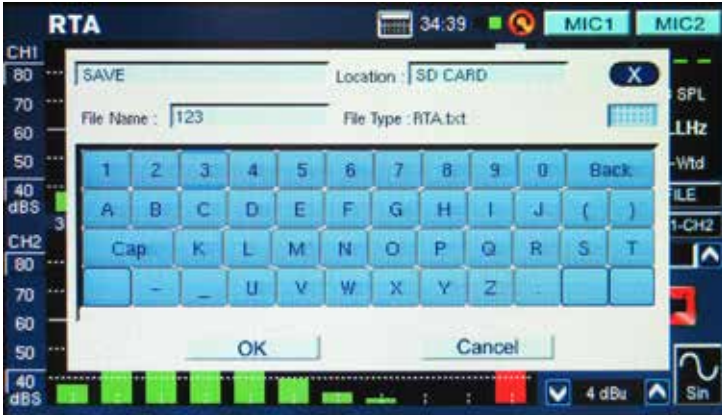 RTA 34:39 MIC1 MIC2
CH1
80
70
60
50
40
dBS
3
CH2
80
70
60
50
40
dBS
SAVE Location : SD CARD X
File Name : 123 File Type : RTA.txt
1 2 3 4 5 6 7 8 9 0 Back
A B C D E F G H I J ( )
Cap K L M N O P Q R S T
- _ U V W X Y Z .
OK Cancel
SPL
LHz
-Wtd
ILE
1-CH2
4 dBu
Sin